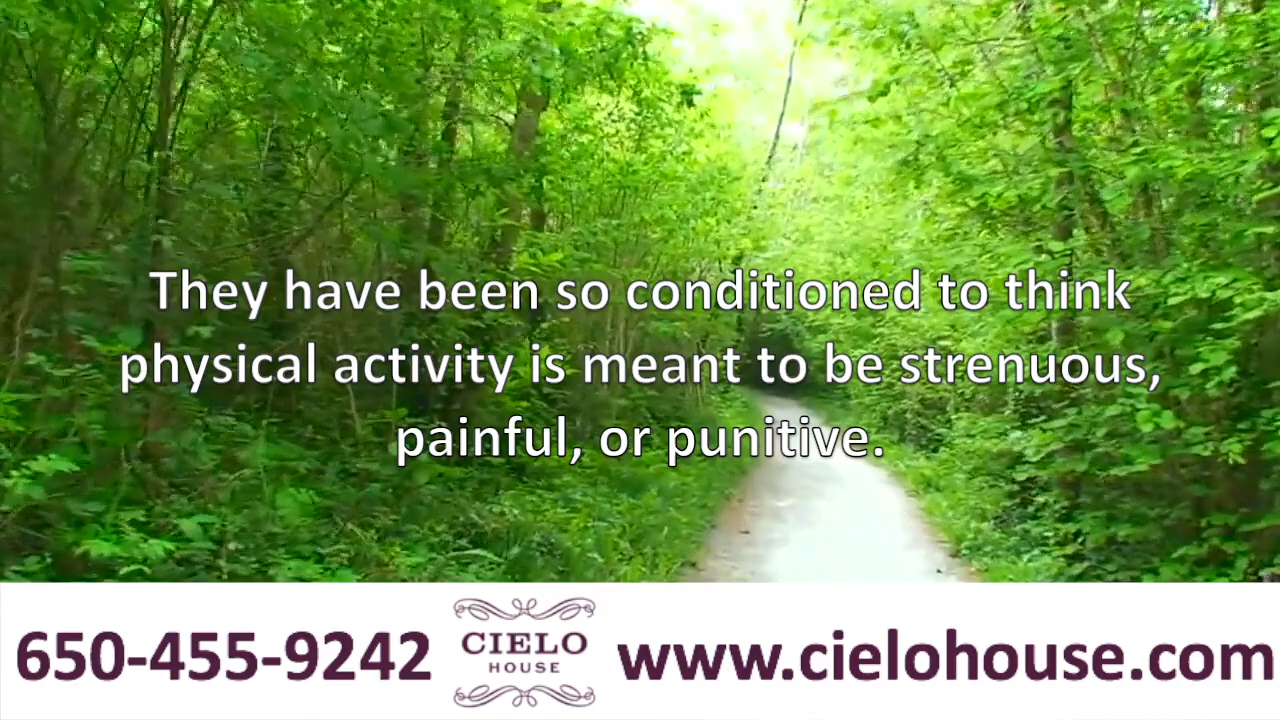 They have been so conditioned to think
physical activity is meant to be strenuous,
painful, or punitive.
650-455-9242
CIELO
HOUSE
www.cielohouse.com